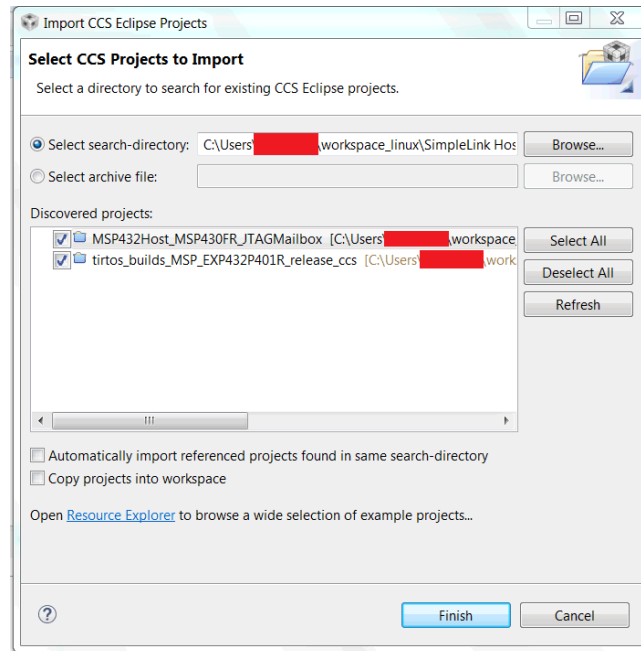 Import CCS Eclipse Projects
Select CCS Projects to Import
Select a directory to search for existing CCS Eclipse projects.
Select search-directory: C:\Users\ \workspace_linux\SimpleLink Hos Browse...
Select archive file: Browse...
Discovered projects:
MSP432Host_MSP430FR_JTAGMailbox [C:\Users\ \workspace_ Select All
tirtos_builds_MSP_EXP432P401R_release_ccs [C:\Users\ \work Deselect All
Refresh
Automatically import referenced projects found in same search-directory
Copy projects into workspace
Open Resource Explorer to browse a wide selection of example projects...
? Finish Cancel